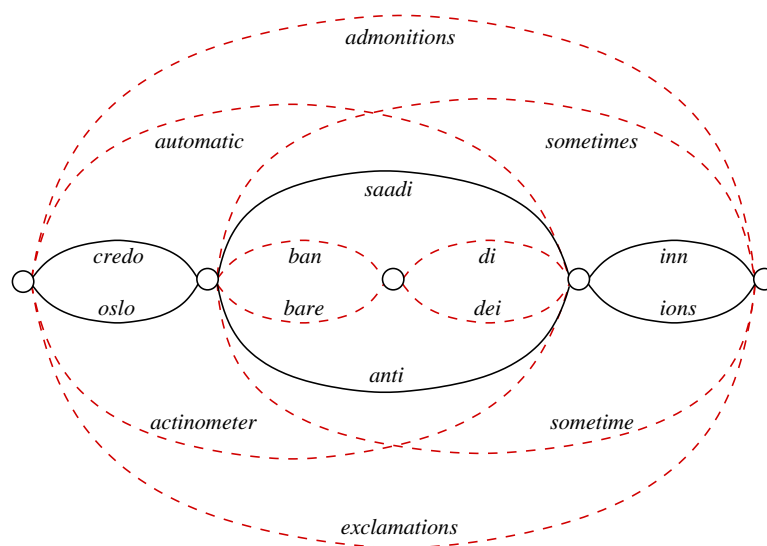 admonitions
automatic sometimes
saadi
credo ban di inn
oslo bare dei ions
anti
actinometer sometime
exclamations